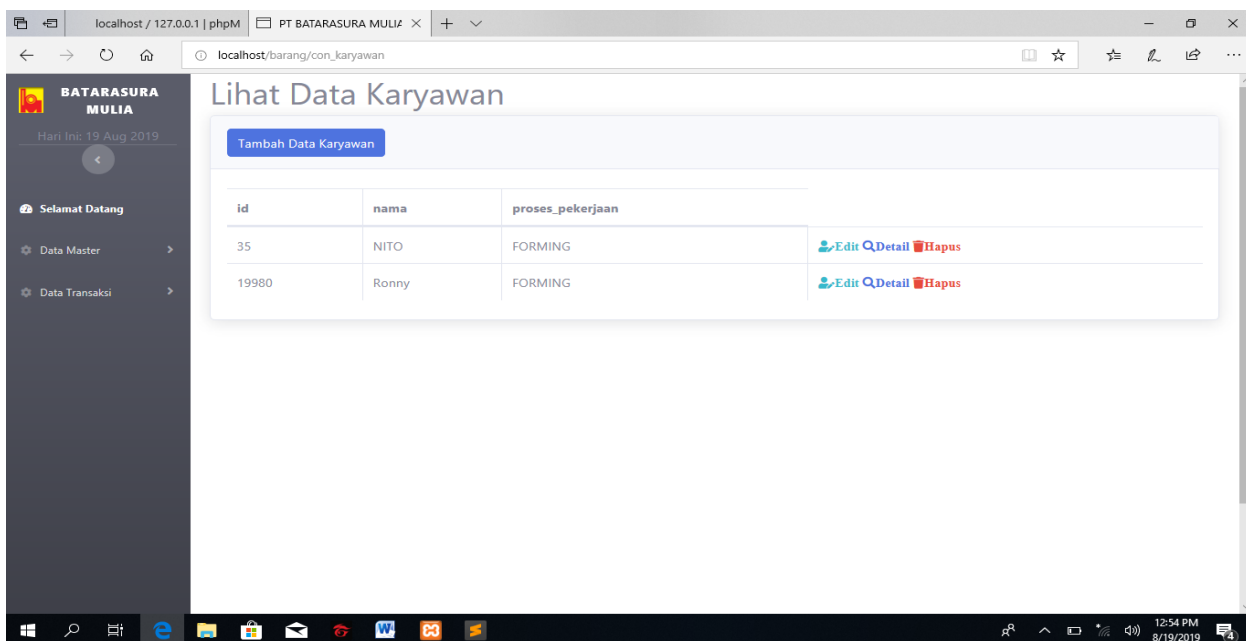 localhost / 127.0.0.1 | phpM
PT BATARASURA MULIA
localhost/barang/con_karyawan
BATARASURA
MULIA
Hari Ini: 19 Aug 2019
Selamat Datang
Data Master
Data Transaksi
Lihat Data Karyawan
Tambah Data Karyawan
id nama proses_pekerjaan
35 NITO FORMING Edit Detail Hapus
19980 Ronny FORMING Edit Detail Hapus
12:54 PM
8/19/2019
4